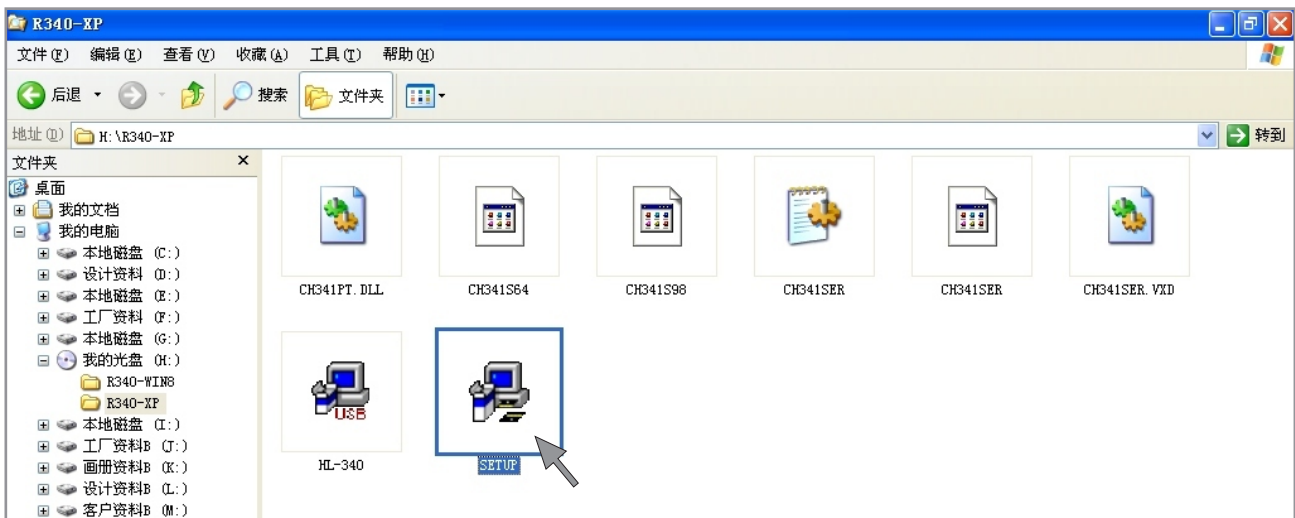 R340-XP
文件(F) 编辑(E) 查看(V) 收藏(A) 工具(T) 帮助(H)
后退 搜索 文件夹
地址(D) H:\R340-XP 转到
文件夹 x
桌面
我的文档
我的电脑
本地磁盘 (C:)
设计资料 (D:)
本地磁盘 (E:)
工厂资料 (F:)
本地磁盘 (G:)
我的光盘 (H:)
R340-WIN8
R340-XP
本地磁盘 (I:)
工厂资料B (J:)
画册资料B (K:)
设计资料B (L:)
客户资料B (M:)
CH341PT.DLL CH341S64 CH341S98 CH341SER CH341SER CH341SER.VXD
USB
HL-340 SETUP